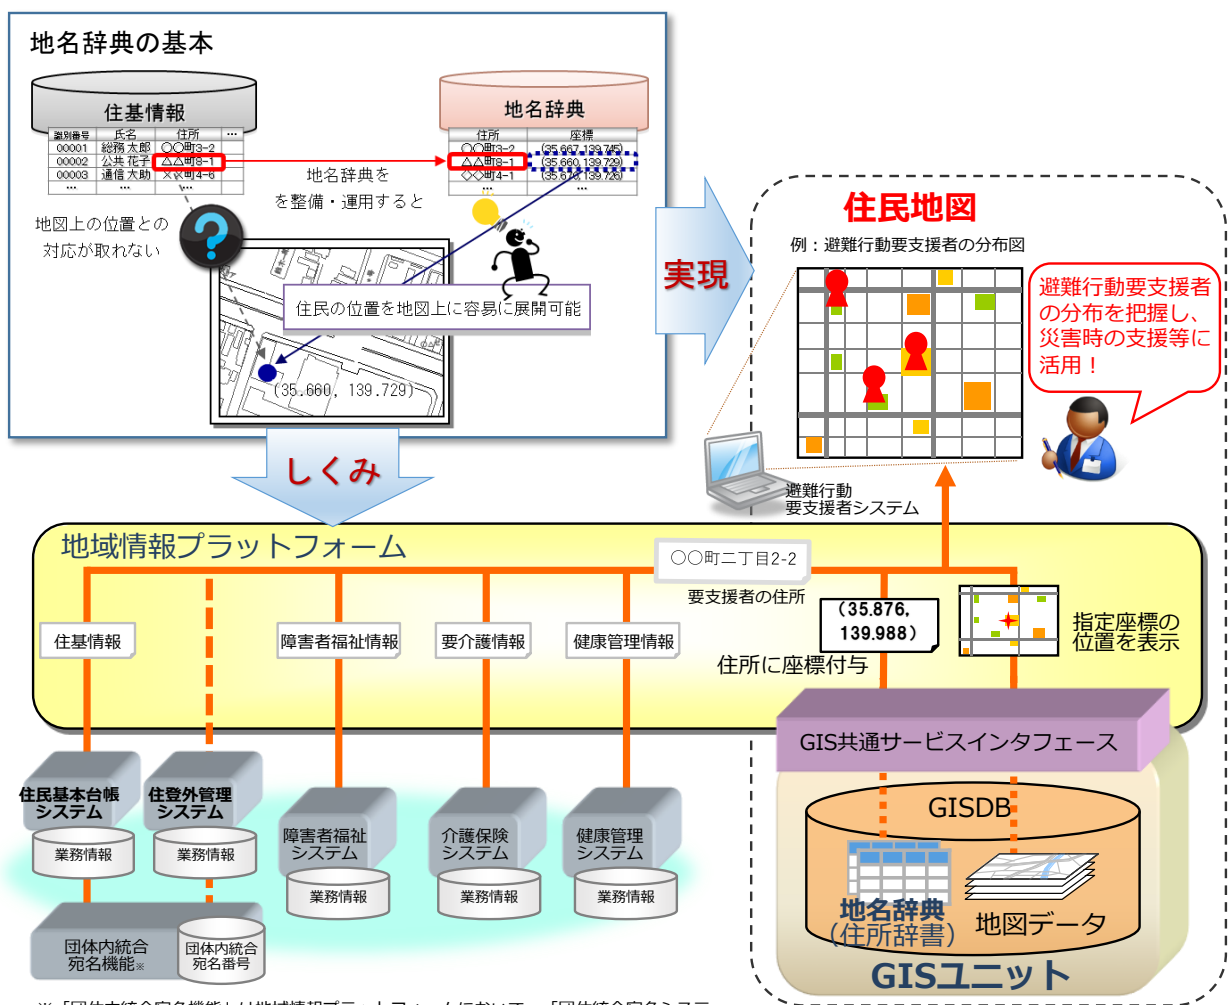 地名辞典の基本
住基情報
識別番号 氏名 住所 …
00001 総務 太郎 〇〇町3-2
00002 公共 花子 △△町8-1
00003 通信 大助 ××町4-6
… … …
地名辞典
住所 座標
〇〇町3-2 (35.667,139.745)
△△町8-1 (35.660,139.729)
◇◇町4-1 (35.670,139.726)
… …
地名辞典を
を整備・運用すると
地図上の位置との
対応が取れない
?
住民の位置を地図上に容易に展開可能
(35.660, 139.729)
実現
しくみ
住民地図
例：避難行動要支援者の分布図
避難行動要支援者
の分布を把握し、
災害時の支援等に
活用！
避難行動
要支援者システム
地域情報プラットフォーム
〇〇町二丁目2-2
要支援者の住所
住基情報
障害者福祉情報
要介護情報
健康管理情報
（35.876,
139.988）
住所に座標付与
指定座標の
位置を表示
GIS共通サービスインタフェース
住民基本台帳
システム
業務情報
住登外管理
システム
業務情報
障害者福祉
システム
業務情報
介護保険
システム
業務情報
健康管理
システム
業務情報
団体内統合
宛名機能※
団体内統合
宛名番号
GISDB
地名辞典
（住所辞書）
地図データ
GISユニット